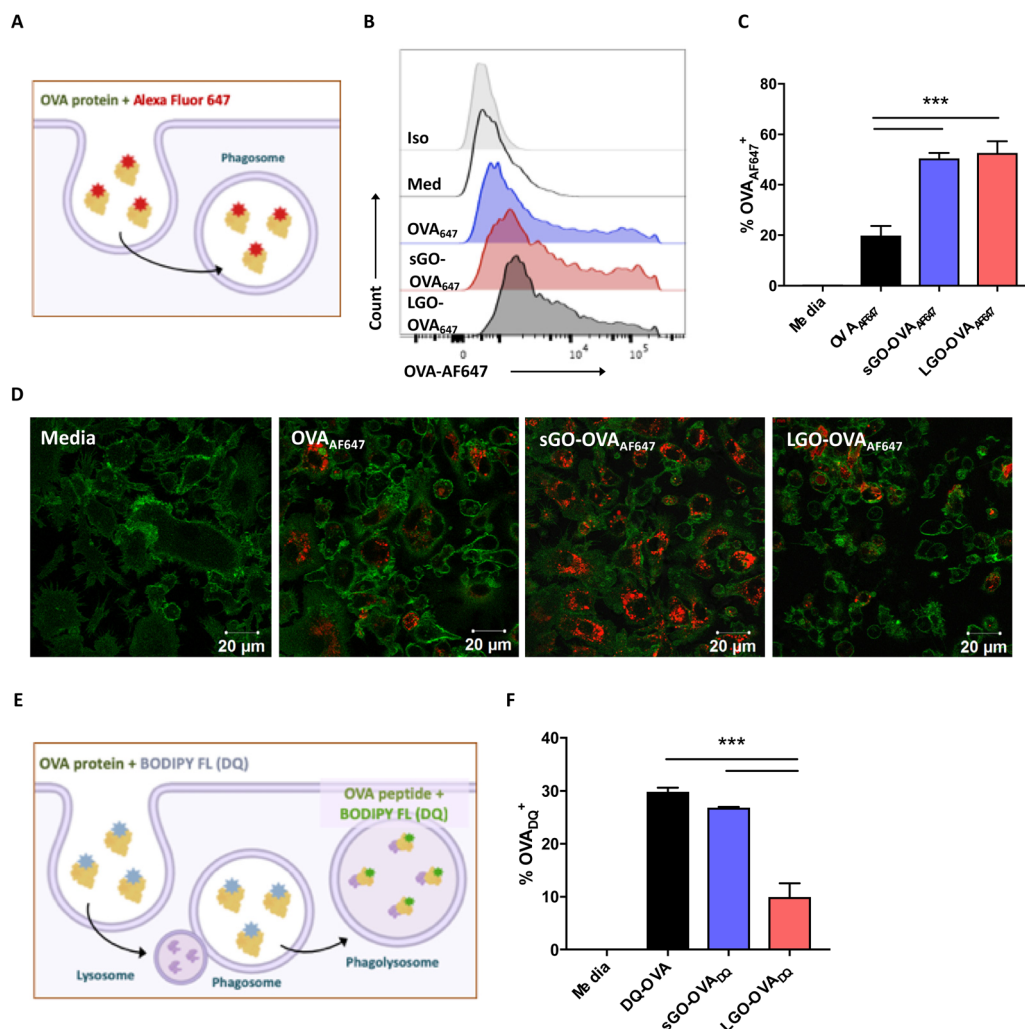 A
OVA protein + Alexa Fluor 647
Phagosome
B
Iso
Med
OVA647
sGO-
OVA647
LGO-
OVA647
Count
0
10^4
10^5
OVA-AF647
C
% OVAAF647+
80
60
40
20
0
***
Media
OVAAF647
sGO-OVAAF647
LGO-OVAAF647
D
Media
20 µm
OVAAF647
20 µm
sGO-OVAAF647
20 µm
LGO-OVAAF647
20 µm
E
OVA protein + BODIPY FL (DQ)
OVA peptide +
BODIPY FL (DQ)
Lysosome
Phagosome
Phagolysosome
F
% OVADQ+
40
30
20
10
0
***
Media
DQ-OVA
sGO-OVADQ
LGO-OVADQ